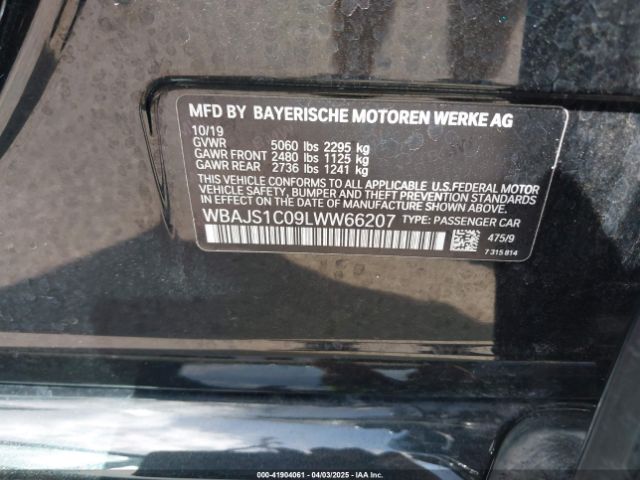 MFD BY BAYERISCHE MOTOREN WERKE AG
10/19
GVWR 5060 lbs 2295 kg
GAWR FRONT 2480 lbs 1125 kg
GAWR REAR 2736 lbs 1241 kg
THIS VEHICLE CONFORMS TO ALL APPLICABLE U.S.FEDERAL MOTOR
VEHICLE SAFETY, BUMPER AND THEFT PREVENTION STANDARDS IN
EFFECT ON THE DATE OF MANUFACTURE SHOWN ABOVE.
WBAJS1C09LWW66207 TYPE: PASSENGER CAR
475/9
7 315 814
000-41904061 - 04/03/2025 - www.iaai.com